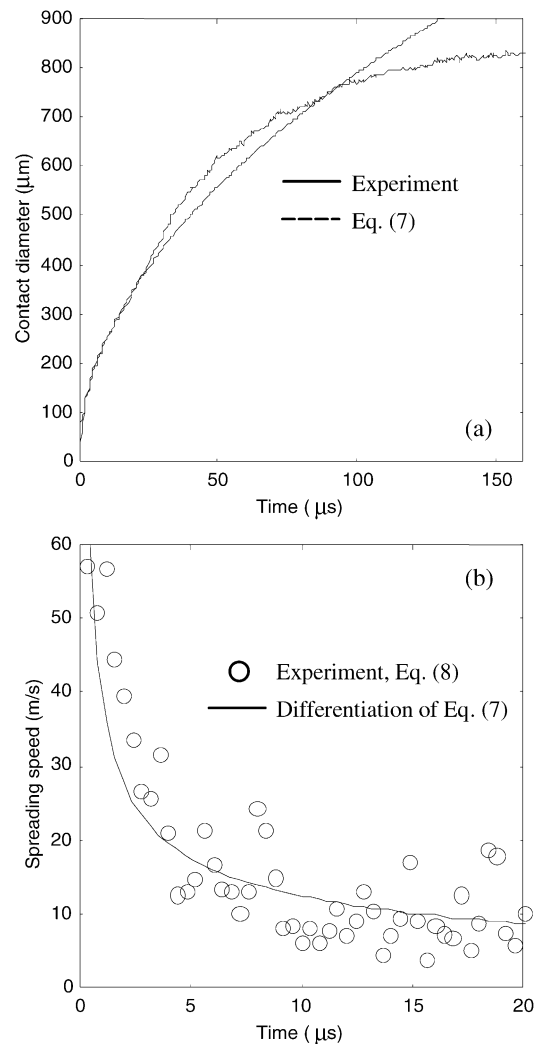 900
800
700
600
500
400
300
200
100
0
Contact diameter (μm)
Experiment
Eq. (7)
(a)
0 50 100 150
Time ( μs)
60
50
40
30
20
10
0
Spreading speed (m/s)
(b)
Experiment, Eq. (8)
Differentiation of Eq. (7)
0 5 10 15 20
Time ( μs)